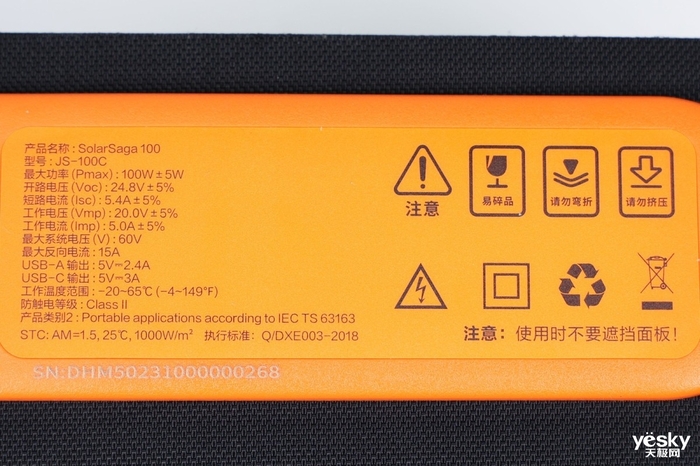 产品名称: SolarSaga 100
型号: JS-100C
最大功率 (Pmax) : 100W±5W
开路电压 (Voc) : 24.8V±5%
短路电流 (Isc) : 5.4A±5%
工作电压 (Vmp) : 20.0V±5%
工作电流 (Imp) : 5.0A±5%
最大系统电压 (V) : 60V
最大反向电流: 15A
USB-A 输出: 5V⎓2.4A
USB-C 输出: 5V⎓3A
工作温度范围: -20~65℃ (-4~149℉)
防触电等级: Class II
产品类别2 : Portable applications according to IEC TS 63163
STC: AM=1.5, 25℃, 1000W/m² 执行标准: Q/DXE003-2018
注意
易碎品
请勿弯折
请勿挤压
注意: 使用时不要遮挡面板!
SN:DHM50231000000268
yësky
天极网